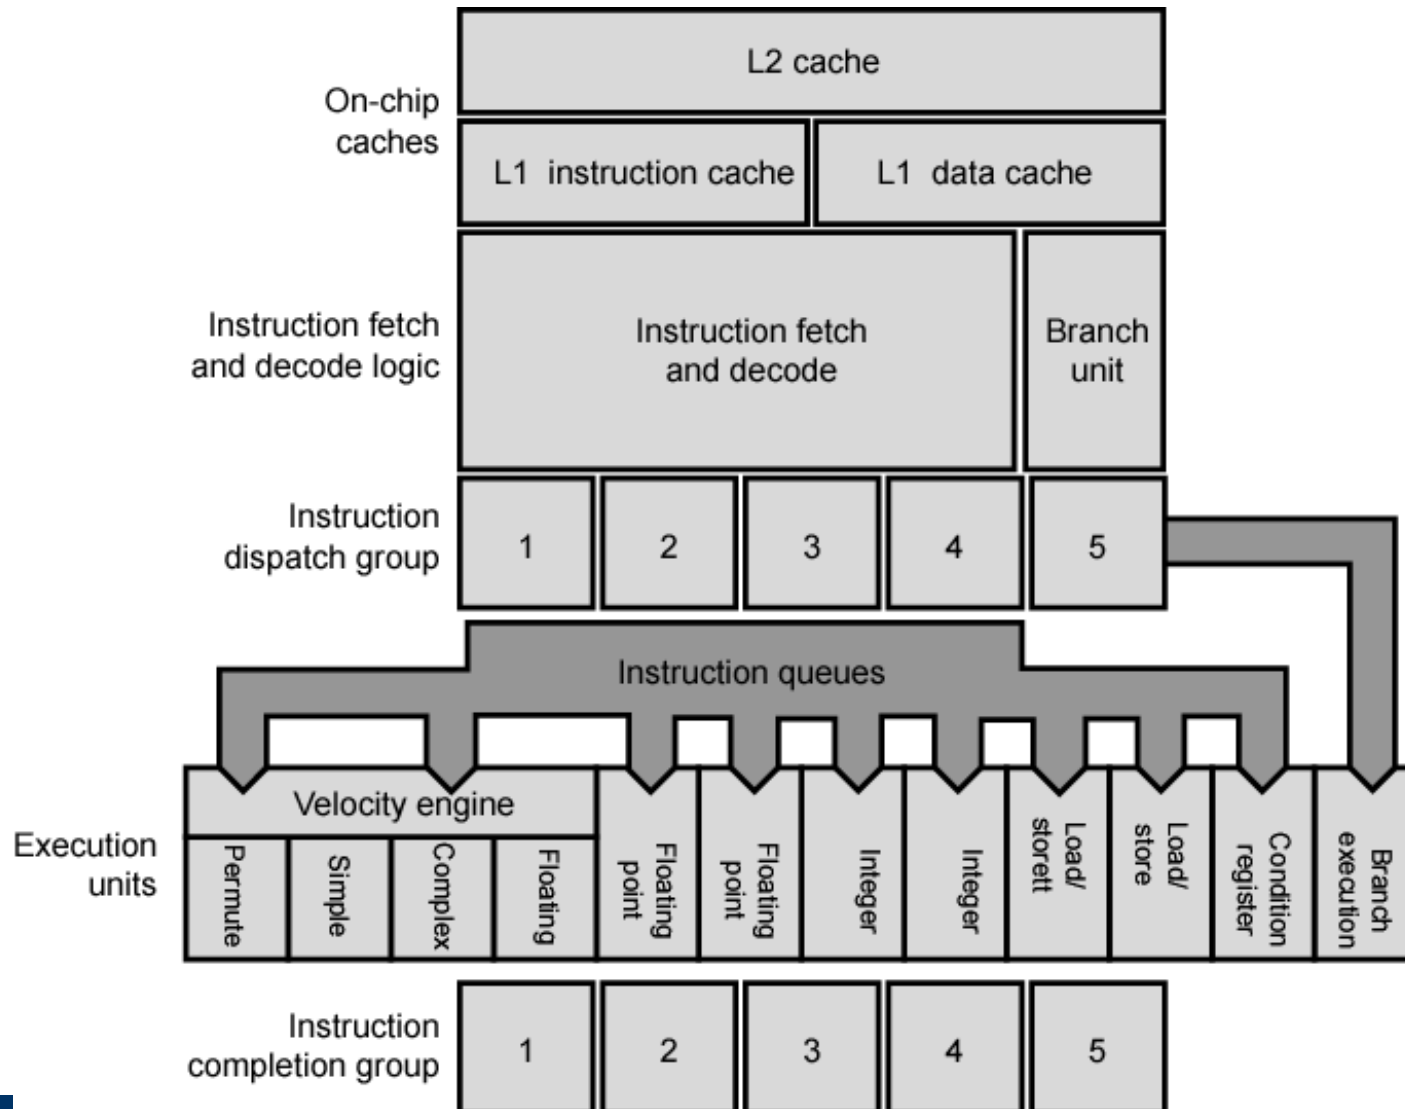 L2 cache
On-chip
caches
L1 instruction cache
L1 data cache
Instruction fetch
and decode logic
Instruction fetch
and decode
Branch
unit
Instruction
dispatch group
1
2
3
4
5
Instruction queues
Execution
units
Velocity engine
Permute
Simple
Complex
Floating
Floating
point
Floating
point
Integer
Integer
Load/
storett
Load/
store
Condition
register
Branch
execution
Instruction
completion group
1
2
3
4
5